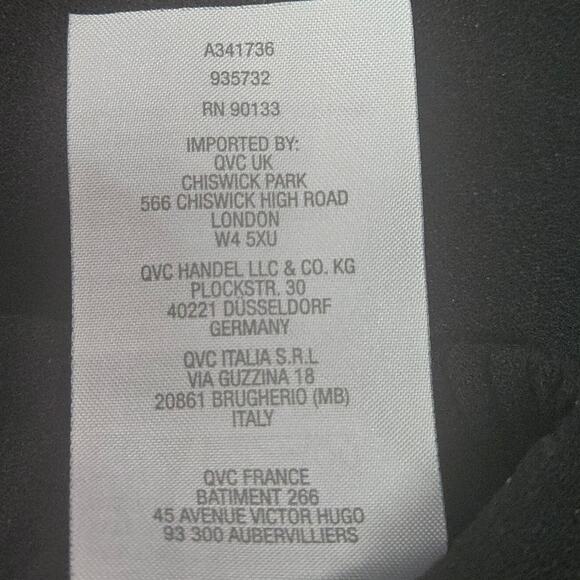 A341736
935732
RN 90133
IMPORTED BY:
QVC UK
CHISWICK PARK
566 CHISWICK HIGH ROAD
LONDON
W4 5XU
QVC HANDEL LLC & CO. KG
PLOCKSTR. 30
40221 DÜSSELDORF
GERMANY
QVC ITALIA S.R.L
VIA GUZZINA 18
20861 BRUGHERIO (MB)
ITALY
QVC FRANCE
BATIMENT 266
45 AVENUE VICTOR HUGO
93 300 AUBERVILLIERS